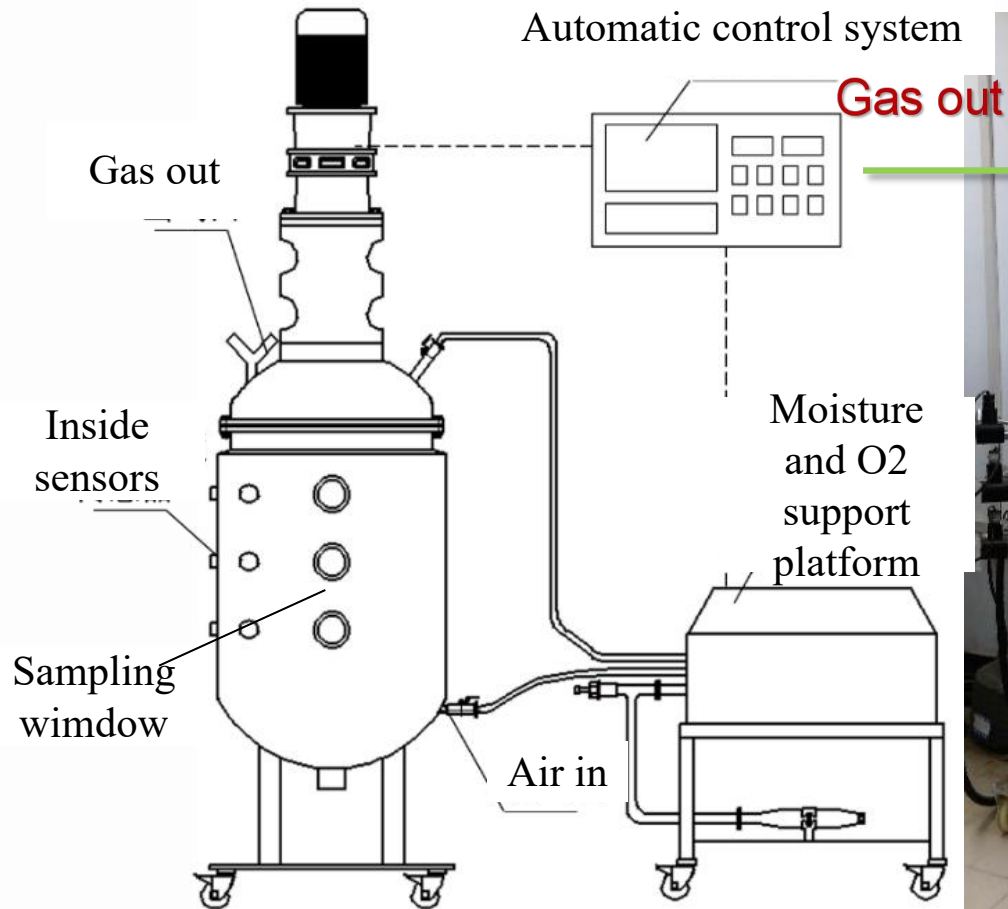 Automatic control system
Gas out
Gas out
Inside
sensors
Moisture
and O2
support
platform
Sampling
wimdow
Air in